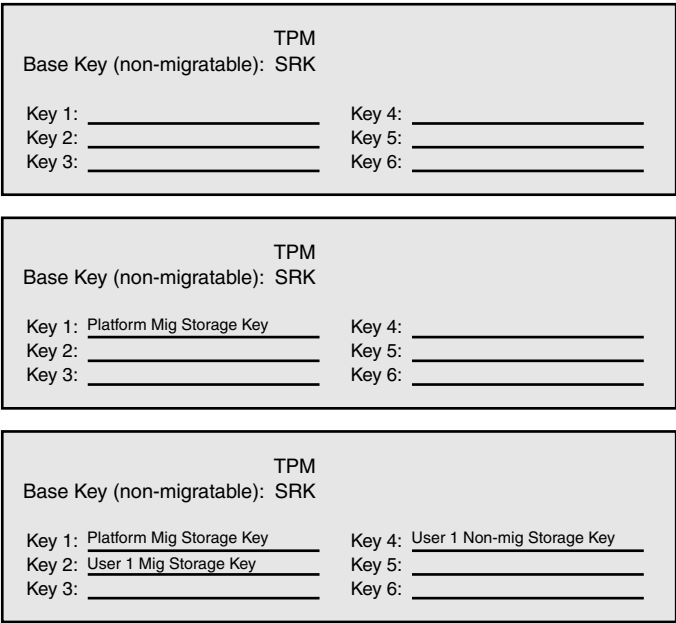 TPM
Base Key (non-migratable): SRK
Key 1: Key 4:
Key 2: Key 5:
Key 3: Key 6:
TPM
Base Key (non-migratable): SRK
Key 1: Platform Mig Storage Key Key 4:
Key 2: Key 5:
Key 3: Key 6:
TPM
Base Key (non-migratable): SRK
Key 1: Platform Mig Storage Key Key 4: User 1 Non-mig Storage Key
Key 2: User 1 Mig Storage Key Key 5:
Key 3: Key 6: